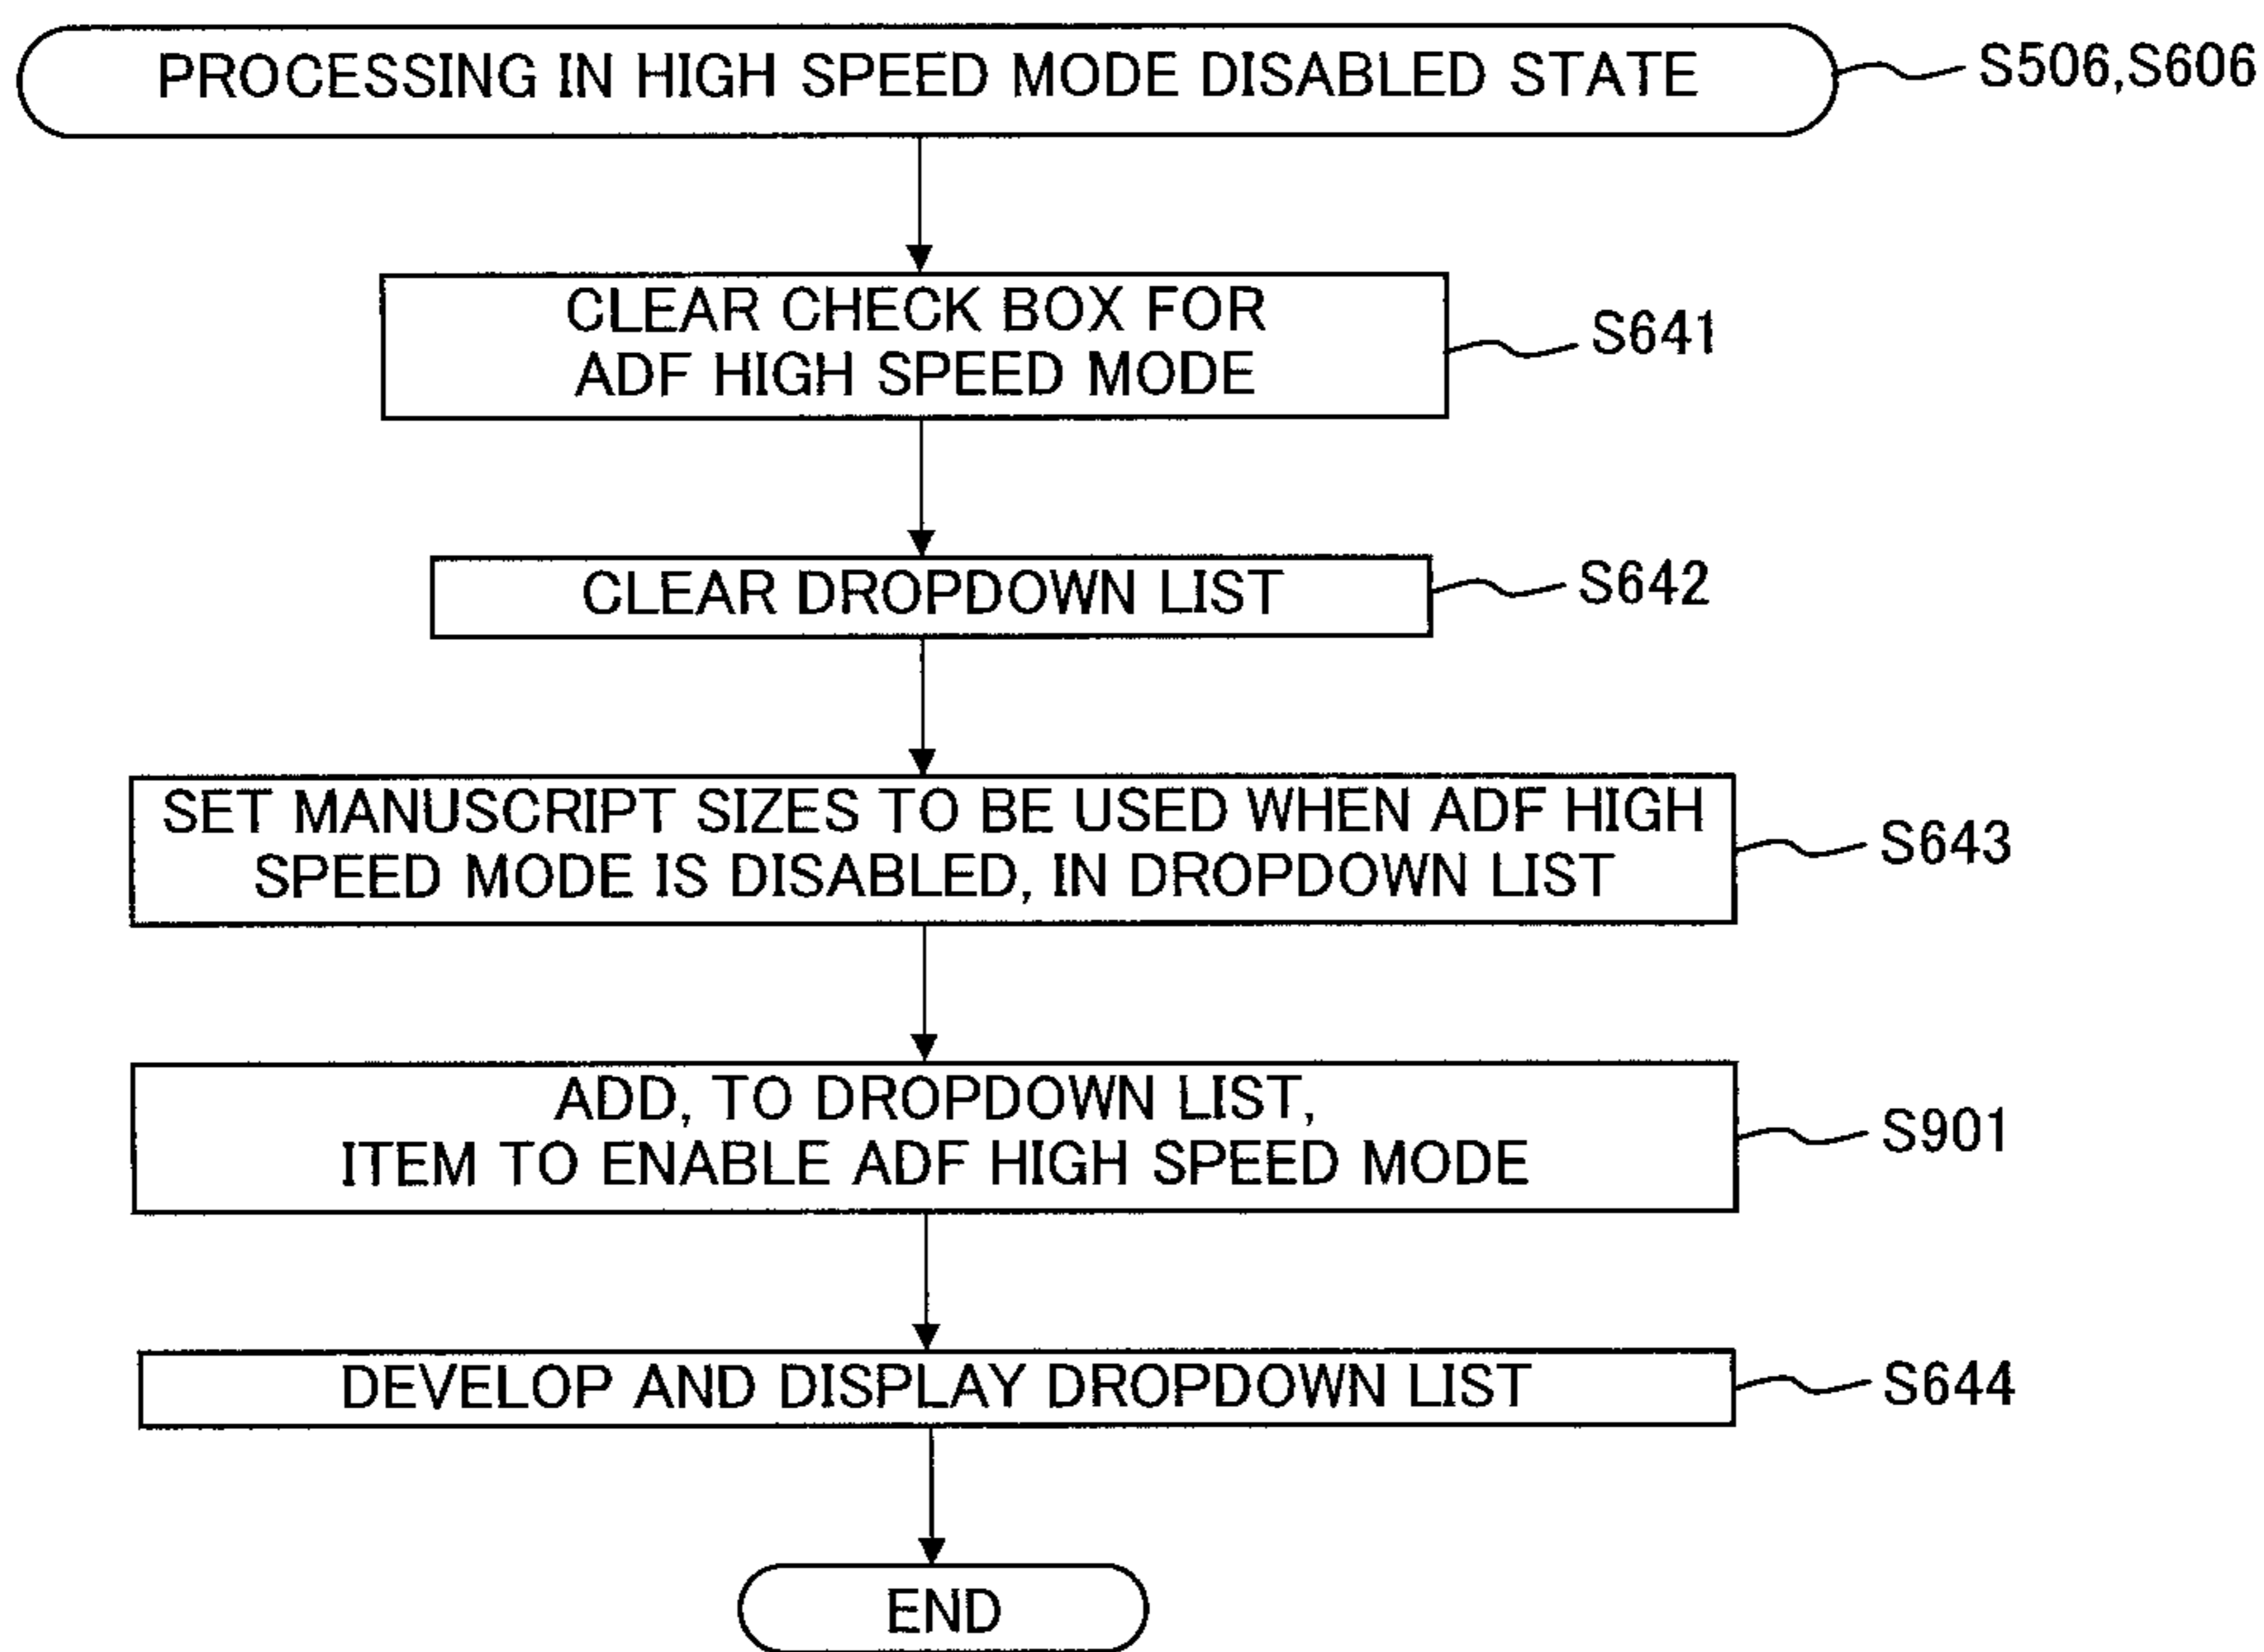 PROCESSING IN HIGH SPEED MODE DISABLED STATE
S506,S606
CLEAR CHECK BOX FOR
ADF HIGH SPEED MODE
S641
CLEAR DROPDOWN LIST
S642
SET MANUSCRIPT SIZES TO BE USED WHEN ADF HIGH
SPEED MODE IS DISABLED, IN DROPDOWN LIST
S643
ADD, TO DROPDOWN LIST,
ITEM TO ENABLE ADF HIGH SPEED MODE
S901
DEVELOP AND DISPLAY DROPDOWN LIST
S644
END